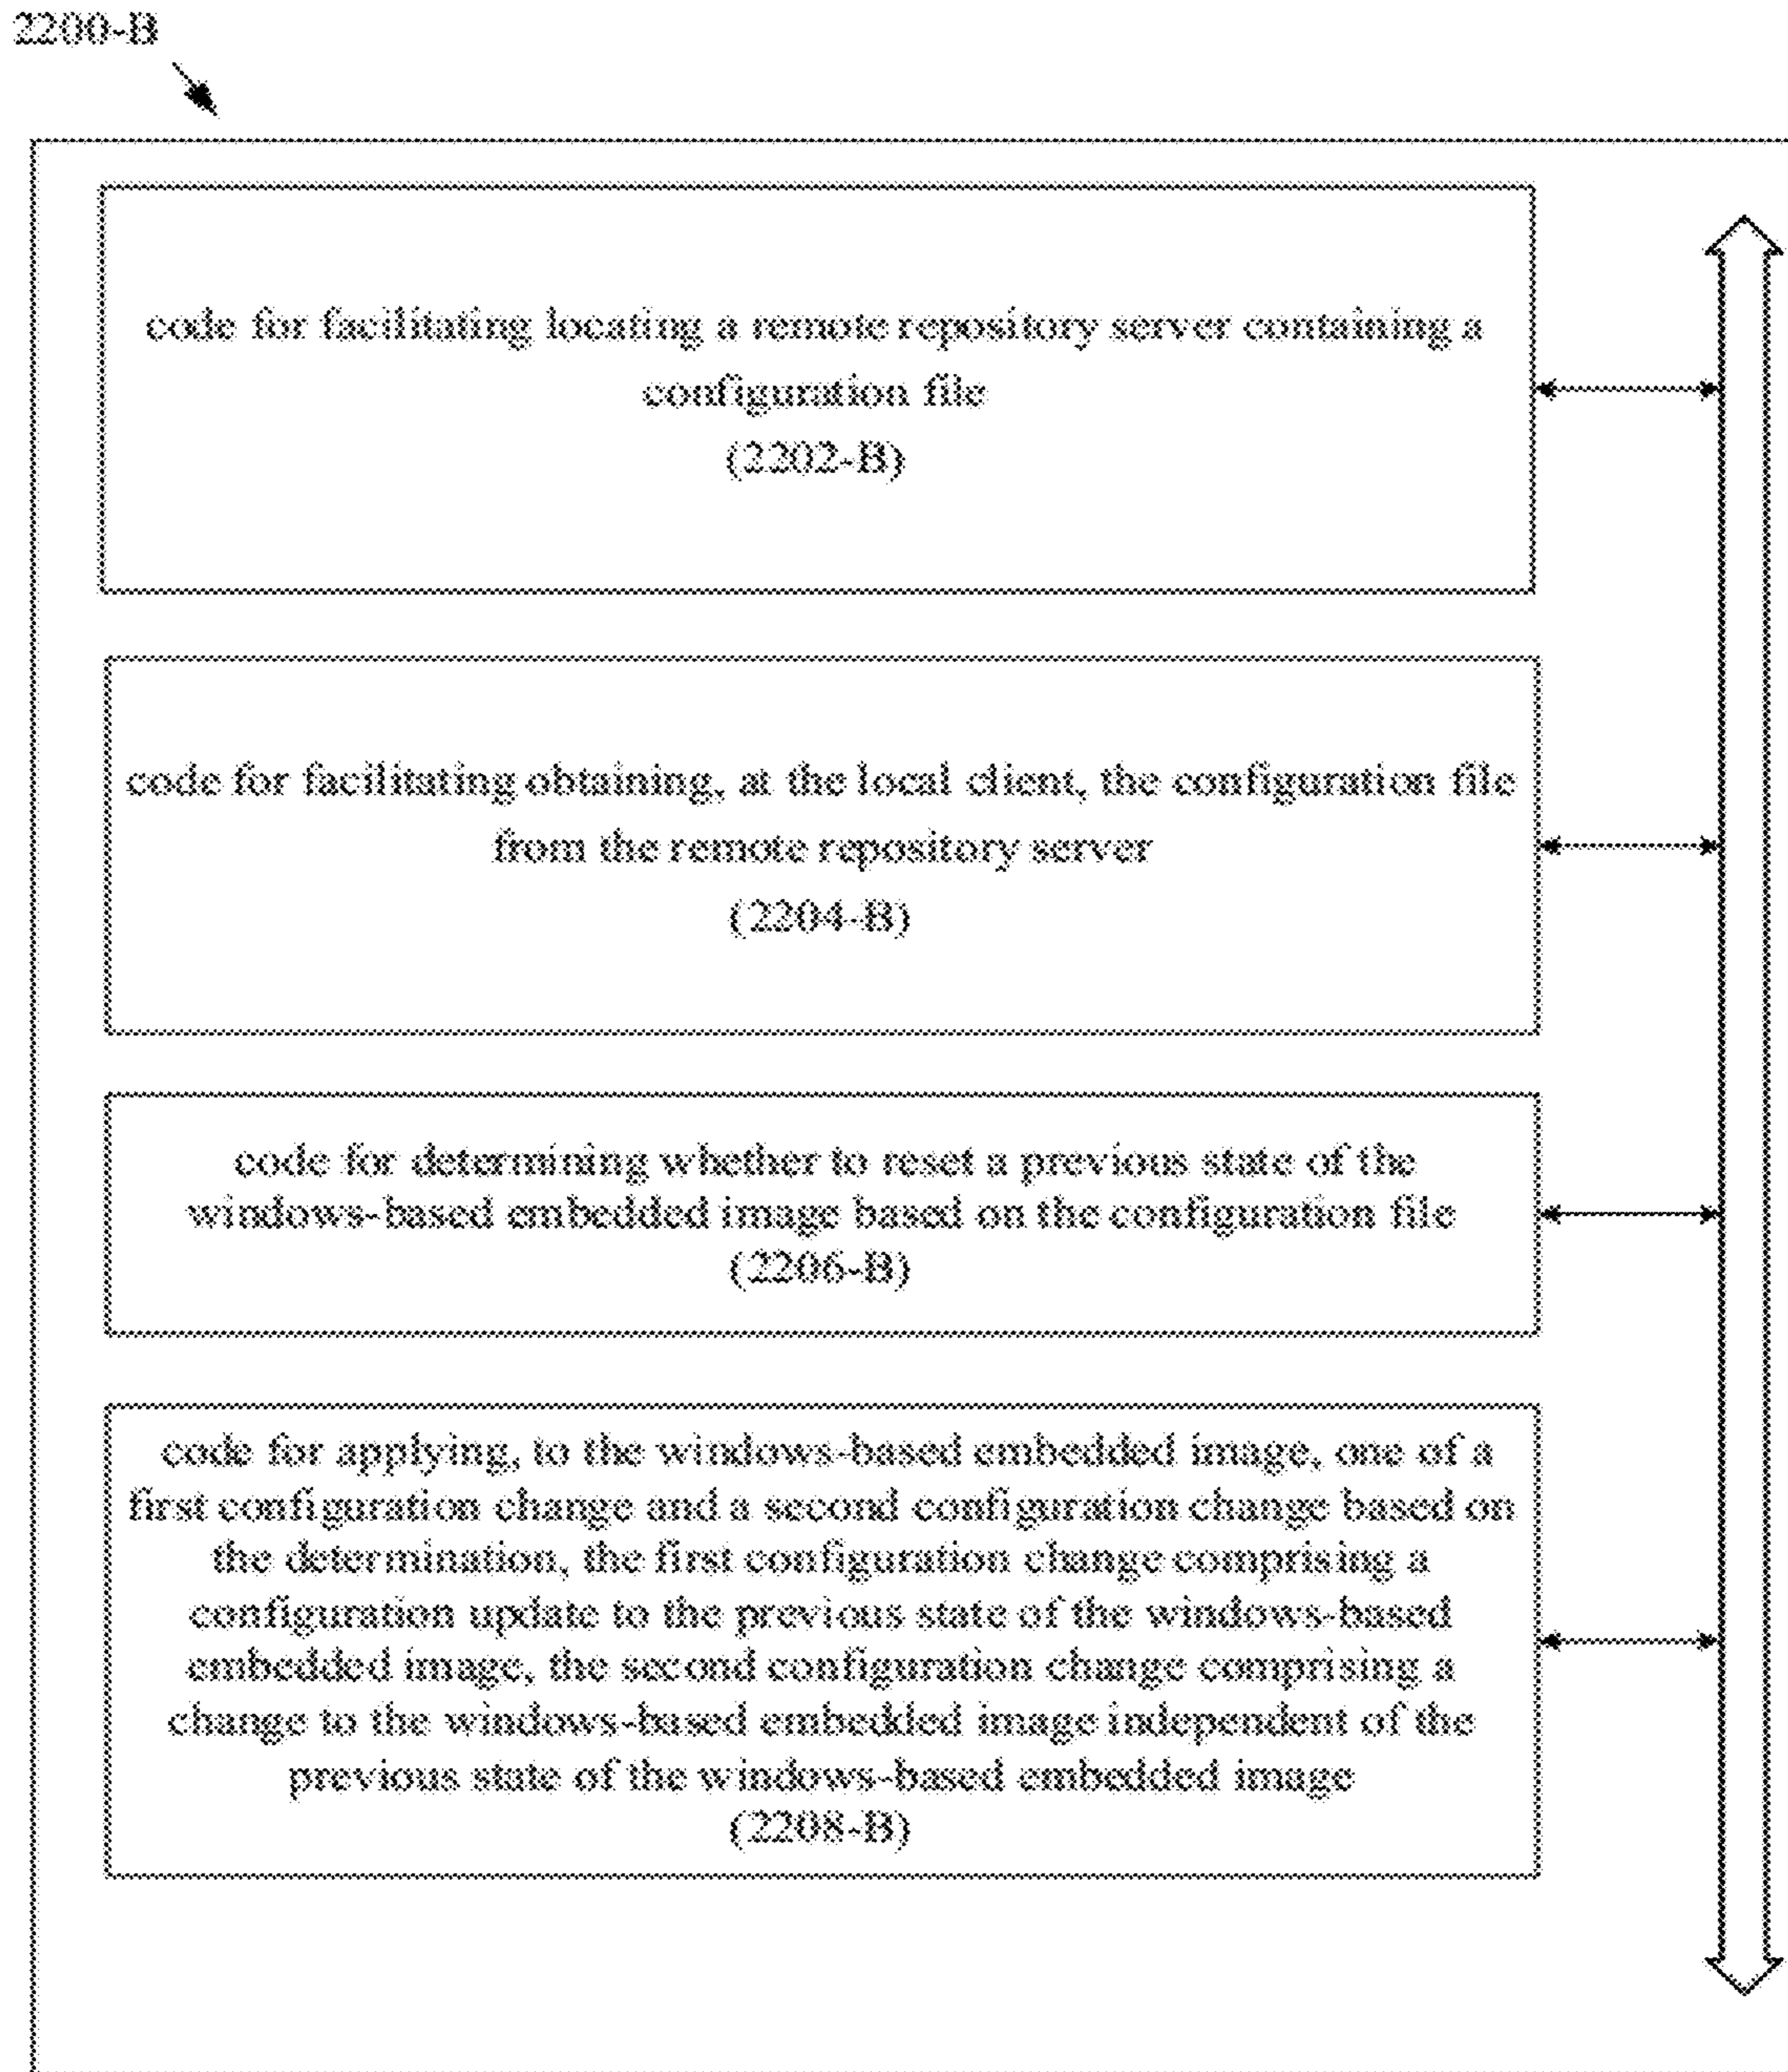 2200-B
code for facilitating locating a remote repository server containing a
configuration file
(2202-B)
code for facilitating obtaining, at the local client, the configuration file
from the remote repository server
(2204-B)
code for determining whether to reset a previous state of the
windows-based embedded image based on the configuration file
(2206-B)
code for applying, to the windows-based embedded image, one of a
first configuration change and a second configuration change based on
the determination, the first configuration change comprising a
configuration update to the previous state of the windows-based
embedded image, the second configuration change comprising a
change to the windows-based embedded image independent of the
previous state of the windows-based embedded image
(2208-B)